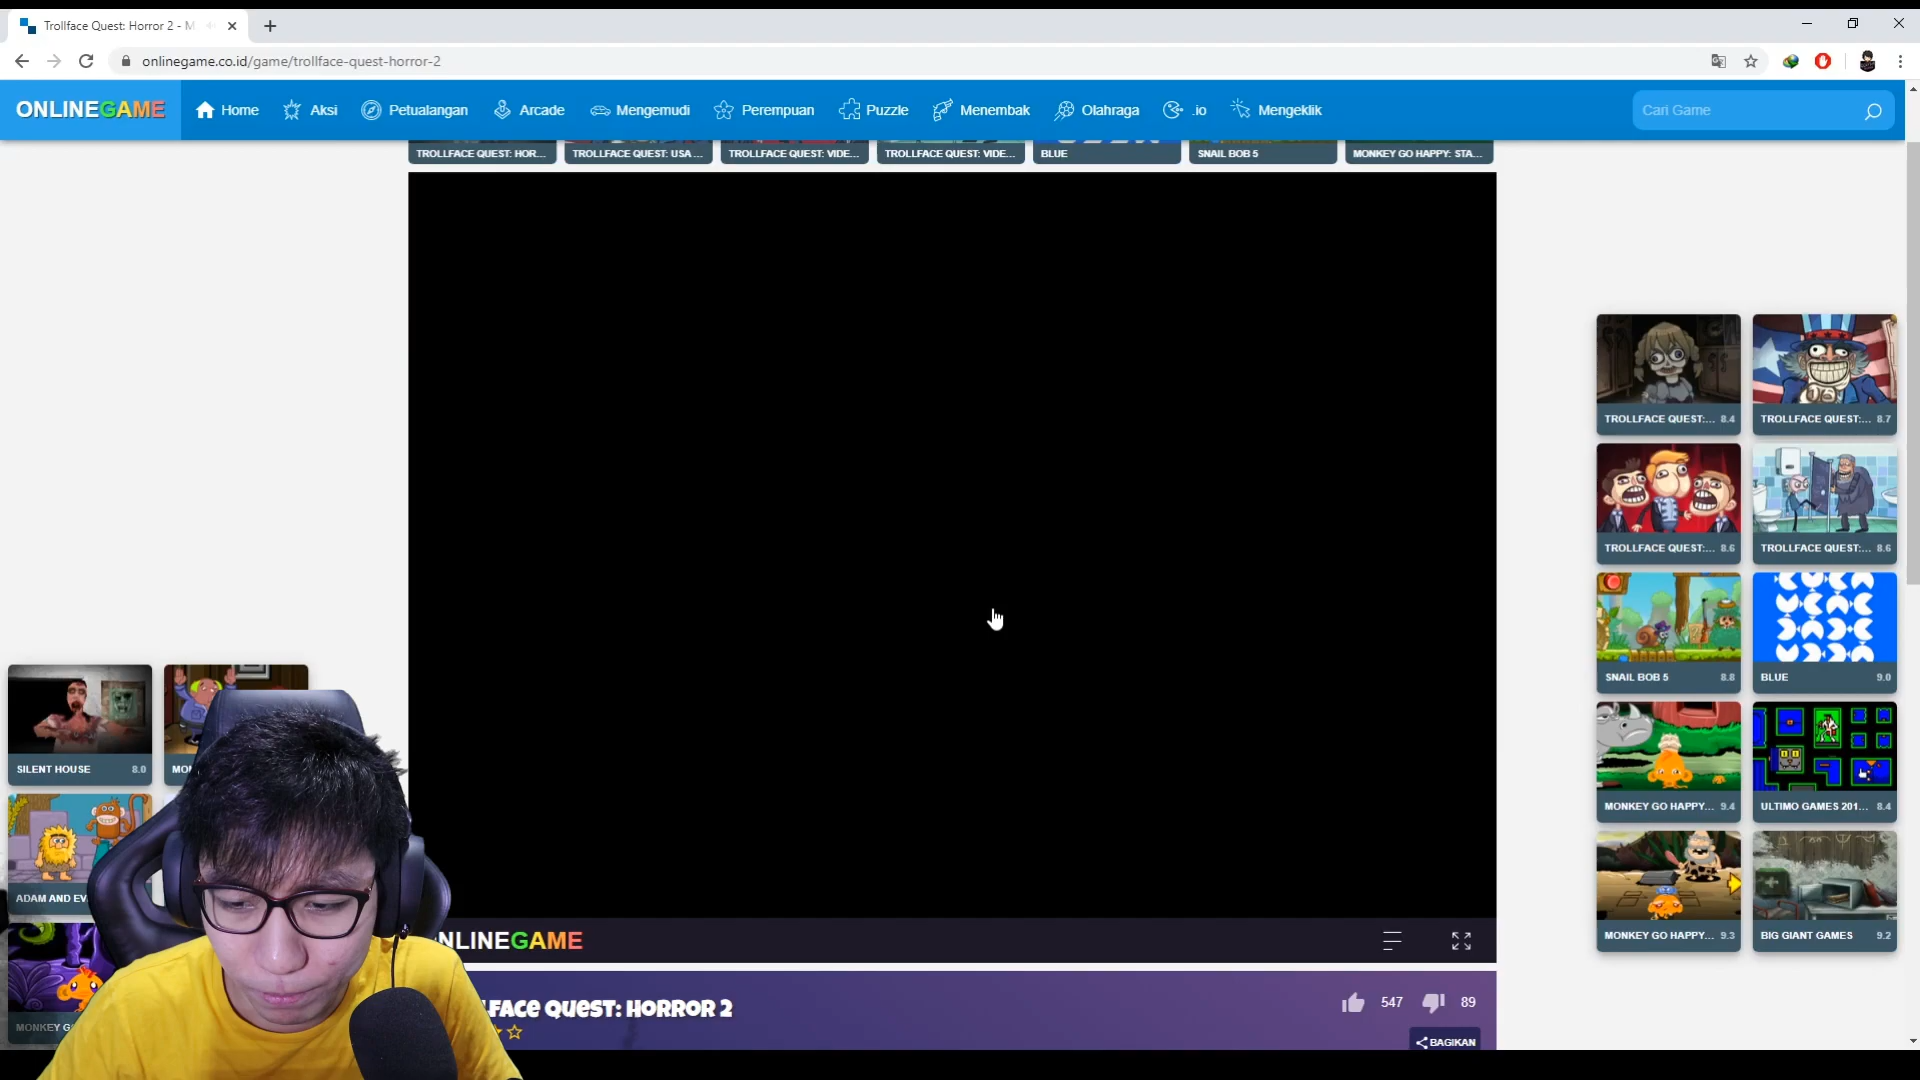 Trollface Quest: Horror 2 - M
onlinegame.co.id/game/trollface-quest-horror-2
ONLINEGAME
Home
Aksi
Petualangan
Arcade
Mengemudi
Perempuan
Puzzle
Menembak
Olahraga
.io
Mengeklik
Cari Game
TROLLFACE QUEST: HOR...
TROLLFACE QUEST: USA ...
TROLLFACE QUEST: VIDE...
TROLLFACE QUEST: VIDE...
BLUE
SNAIL BOB 5
MONKEY GO HAPPY: STA...
TROLLFACE QUEST:... 8.4
TROLLFACE QUEST:... 8.7
TROLLFACE QUEST:... 8.6
TROLLFACE QUEST:... 8.6
SNAIL BOB 5 8.8
BLUE 9.0
MONKEY GO HAPPY... 9.4
ULTIMO GAMES 201... 8.4
MONKEY GO HAPPY... 9.3
BIG GIANT GAMES 9.2
SILENT HOUSE 8.0
MON
ADAM AND EV
MONKEY G
NLINEGAME
LFACE QUEST: HORROR 2
547
89
BAGIKAN